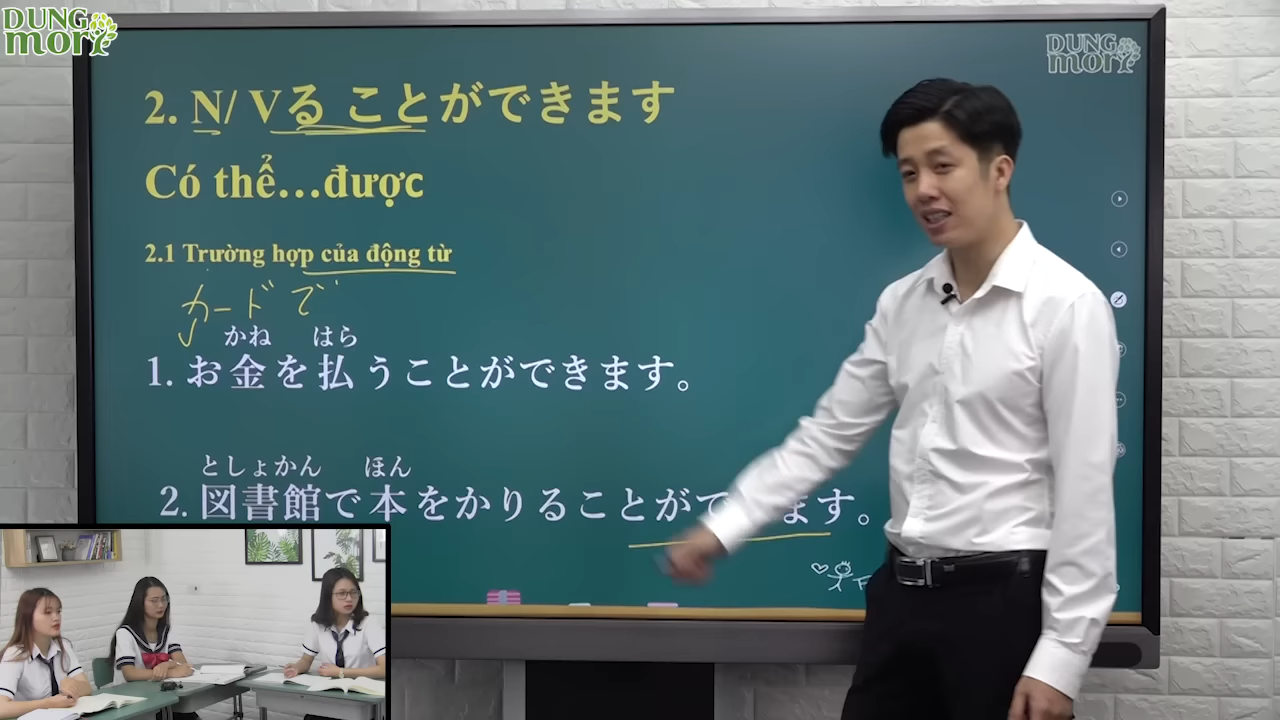 DUNG
mori
DUNG
mori
2. N/ Vる ことができます
Có thể...được
2.1 Trường hợp của động từ
カードで
かね はら
1. お金を払うことができます。
としょかん ほん
2. 図書館で本をかりることがで ます。